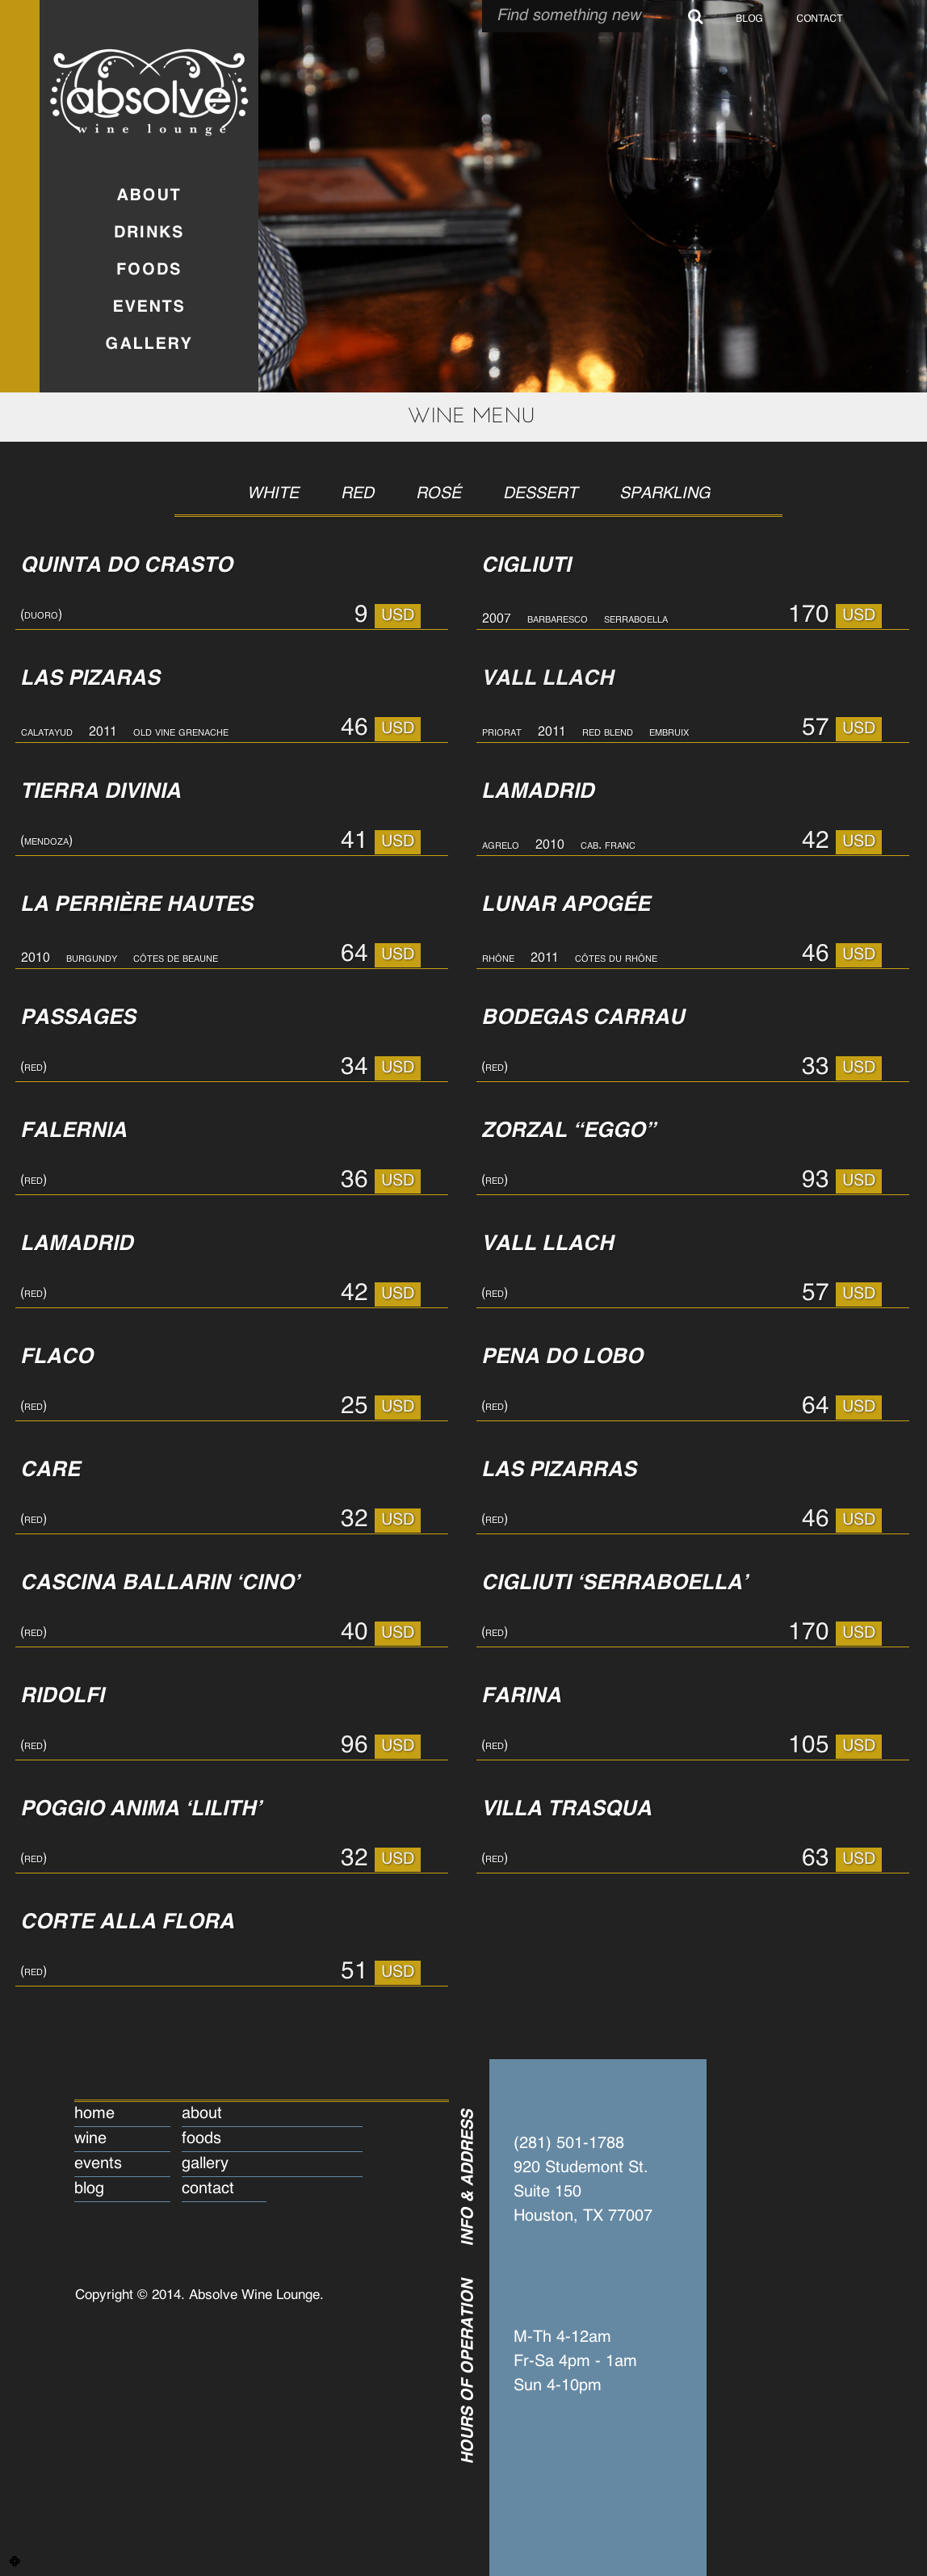 Find something new
BLOG
CONTACT
absolve
wine lounge
ABOUT
DRINKS
FOODS
EVENTS
GALLERY
WINE MENU
WHITE RED ROSÉ DESSERT SPARKLING
QUINTA DO CRASTO
(DUORO) 9 USD
CIGLIUTI
2007 BARBARESCO SERRABOELLA 170 USD
LAS PIZARAS
CALATAYUD 2011 OLD VINE GRENACHE 46 USD
VALL LLACH
PRIORAT 2011 RED BLEND EMBRUIX 57 USD
TIERRA DIVINIA
(MENDOZA) 41 USD
LAMADRID
AGRELO 2010 CAB. FRANC 42 USD
LA PERRIÈRE HAUTES
2010 BURGUNDY CÔTES DE BEAUNE 64 USD
LUNAR APOGÉE
RHÔNE 2011 CÔTES DU RHÔNE 46 USD
PASSAGES
(RED) 34 USD
BODEGAS CARRAU
(RED) 33 USD
FALERNIA
(RED) 36 USD
ZORZAL “EGGO”
(RED) 93 USD
LAMADRID
(RED) 42 USD
VALL LLACH
(RED) 57 USD
FLACO
(RED) 25 USD
PENA DO LOBO
(RED) 64 USD
CARE
(RED) 32 USD
LAS PIZARRAS
(RED) 46 USD
CASCINA BALLARIN ‘CINO’
(RED) 40 USD
CIGLIUTI ‘SERRABOELLA’
(RED) 170 USD
RIDOLFI
(RED) 96 USD
FARINA
(RED) 105 USD
POGGIO ANIMA ‘LILITH’
(RED) 32 USD
VILLA TRASQUA
(RED) 63 USD
CORTE ALLA FLORA
(RED) 51 USD
home about
wine foods
events gallery
blog contact
Copyright © 2014. Absolve Wine Lounge.
INFO & ADDRESS
(281) 501-1788
920 Studemont St.
Suite 150
Houston, TX 77007
HOURS OF OPERATION
M-Th 4-12am
Fr-Sa 4pm - 1am
Sun 4-10pm